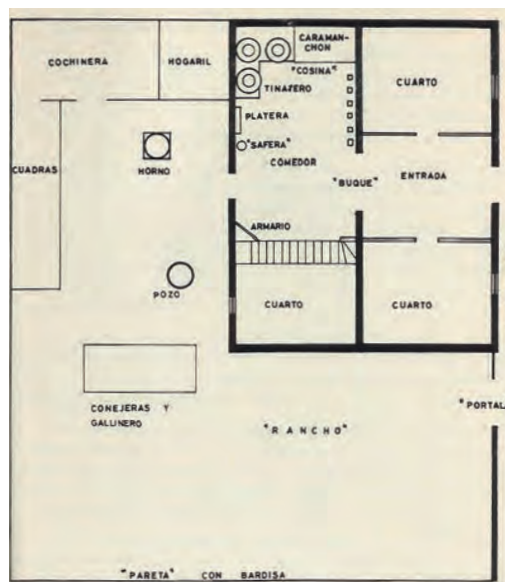 CARAMAN-
CHON
COCHINERA
HOGARIL
"COSINA"
CUARTO
TINAZERO
PLATERA
"SAFERA"
CUADRAS
HORNO
COMEDOR
"BUQUE"
ENTRADA
ARMARIO
POZO
CUARTO
CUARTO
CONEJERAS Y
GALLINERO
"PORTAL
"RANCHO"
"PARETA" CON BARDISA